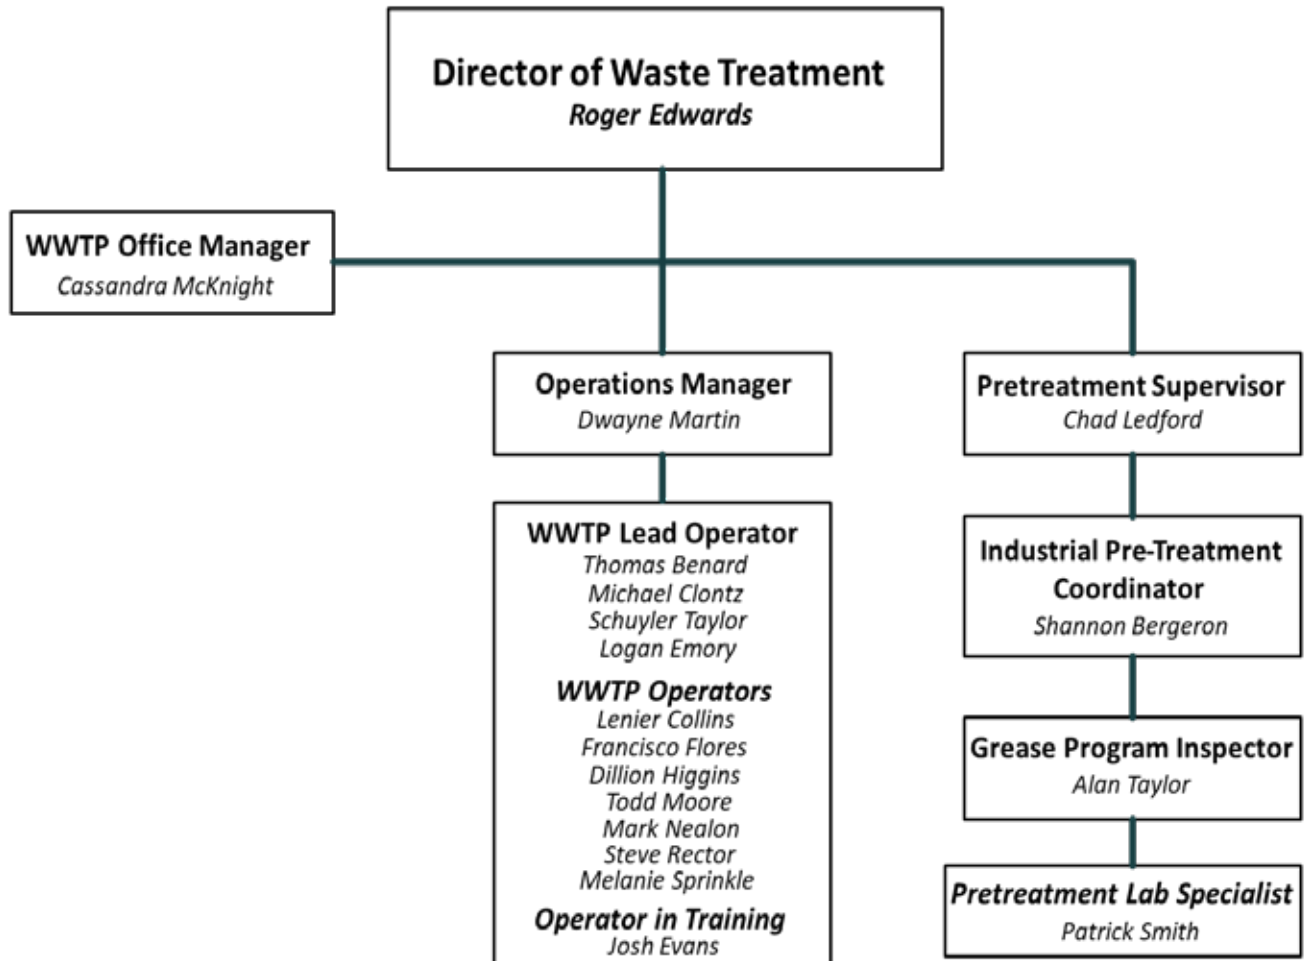 Director of Waste Treatment
Roger Edwards
WWTP Office Manager
Cassandra McKnight
Operations Manager
Dwayne Martin
WWTP Lead Operator
Thomas Benard
Michael Clontz
Schuyler Taylor
Logan Emory
WWTP Operators
Lenier Collins
Francisco Flores
Dillion Higgins
Todd Moore
Mark Nealon
Steve Rector
Melanie Sprinkle
Operator in Training
Josh Evans
Pretreatment Supervisor
Chad Ledford
Industrial Pre-Treatment
Coordinator
Shannon Bergeron
Grease Program Inspector
Alan Taylor
Pretreatment Lab Specialist
Patrick Smith